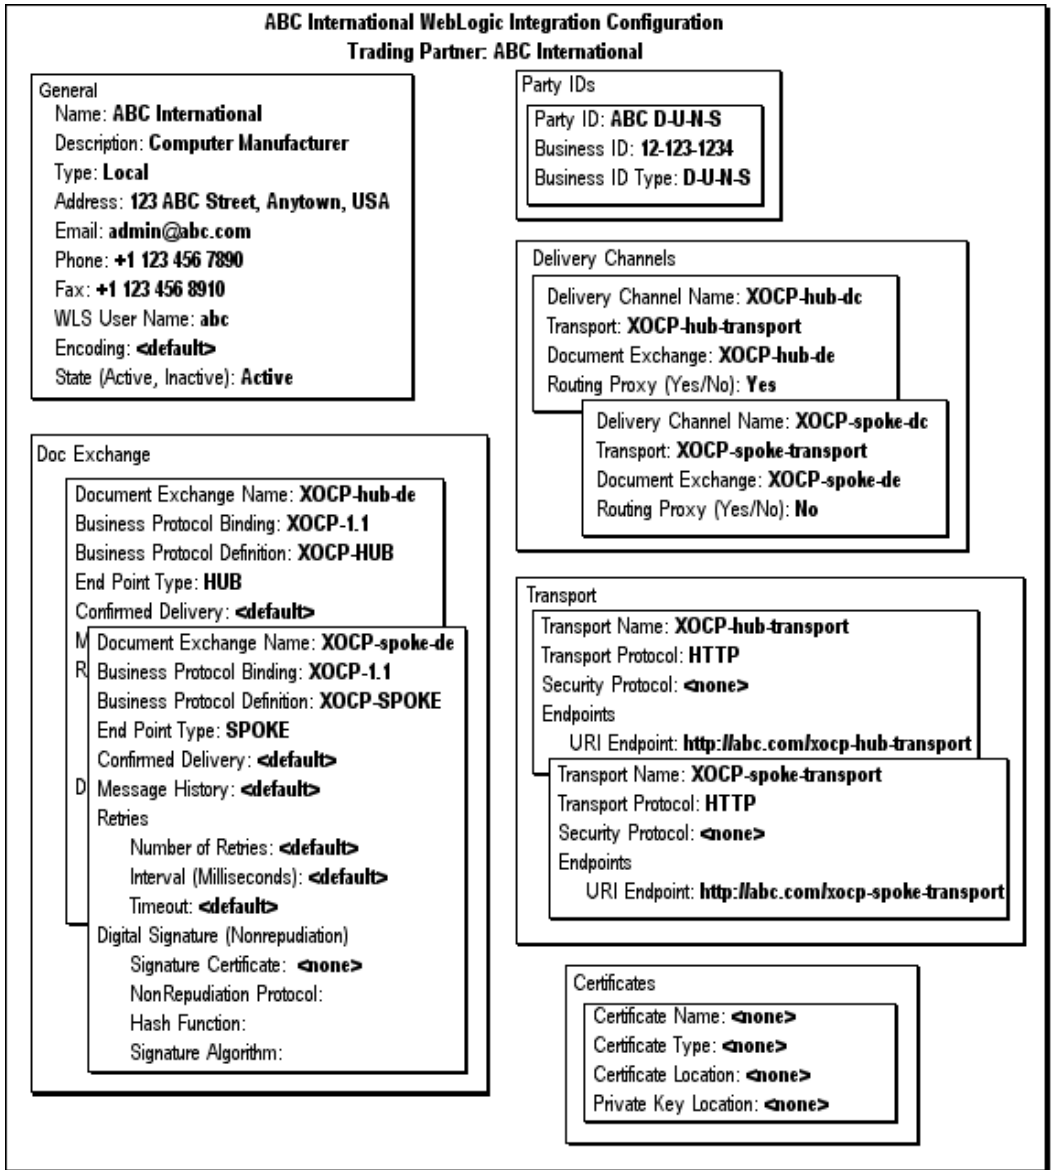 ABC International WebLogic Integration Configuration
Trading Partner: ABC International
General
Name: ABC International
Description: Computer Manufacturer
Type: Local
Address: 123 ABC Street, Anytown, USA
Email: admin@abc.com
Phone: +1 123 456 7890
Fax: +1 123 456 8910
WLS User Name: abc
Encoding: <default>
State (Active, Inactive): Active
Party IDs
Party ID: ABC D-U-N-S
Business ID: 12-123-1234
Business ID Type: D-U-N-S
Delivery Channels
Delivery Channel Name: XOCP-hub-dc
Transport: XOCP-hub-transport
Document Exchange: XOCP-hub-de
Routing Proxy (Yes/No): Yes
Delivery Channel Name: XOCP-spoke-dc
Transport: XOCP-spoke-transport
Document Exchange: XOCP-spoke-de
Routing Proxy (Yes/No): No
Doc Exchange
Document Exchange Name: XOCP-hub-de
Business Protocol Binding: XOCP-1.1
Business Protocol Definition: XOCP-HUB
End Point Type: HUB
Confirmed Delivery: <default>
M
R
D
Document Exchange Name: XOCP-spoke-de
Business Protocol Binding: XOCP-1.1
Business Protocol Definition: XOCP-SPOKE
End Point Type: SPOKE
Confirmed Delivery: <default>
Message History: <default>
Retries
Number of Retries: <default>
Interval (Milliseconds): <default>
Timeout: <default>
Digital Signature (Nonrepudiation)
Signature Certificate: <none>
NonRepudiation Protocol:
Hash Function:
Signature Algorithm:
Transport
Transport Name: XOCP-hub-transport
Transport Protocol: HTTP
Security Protocol: <none>
Endpoints
URI Endpoint: http://abc.com/xocp-hub-transport
Transport Name: XOCP-spoke-transport
Transport Protocol: HTTP
Security Protocol: <none>
Endpoints
URI Endpoint: http://abc.com/xocp-spoke-transport
Certificates
Certificate Name: <none>
Certificate Type: <none>
Certificate Location: <none>
Private Key Location: <none>